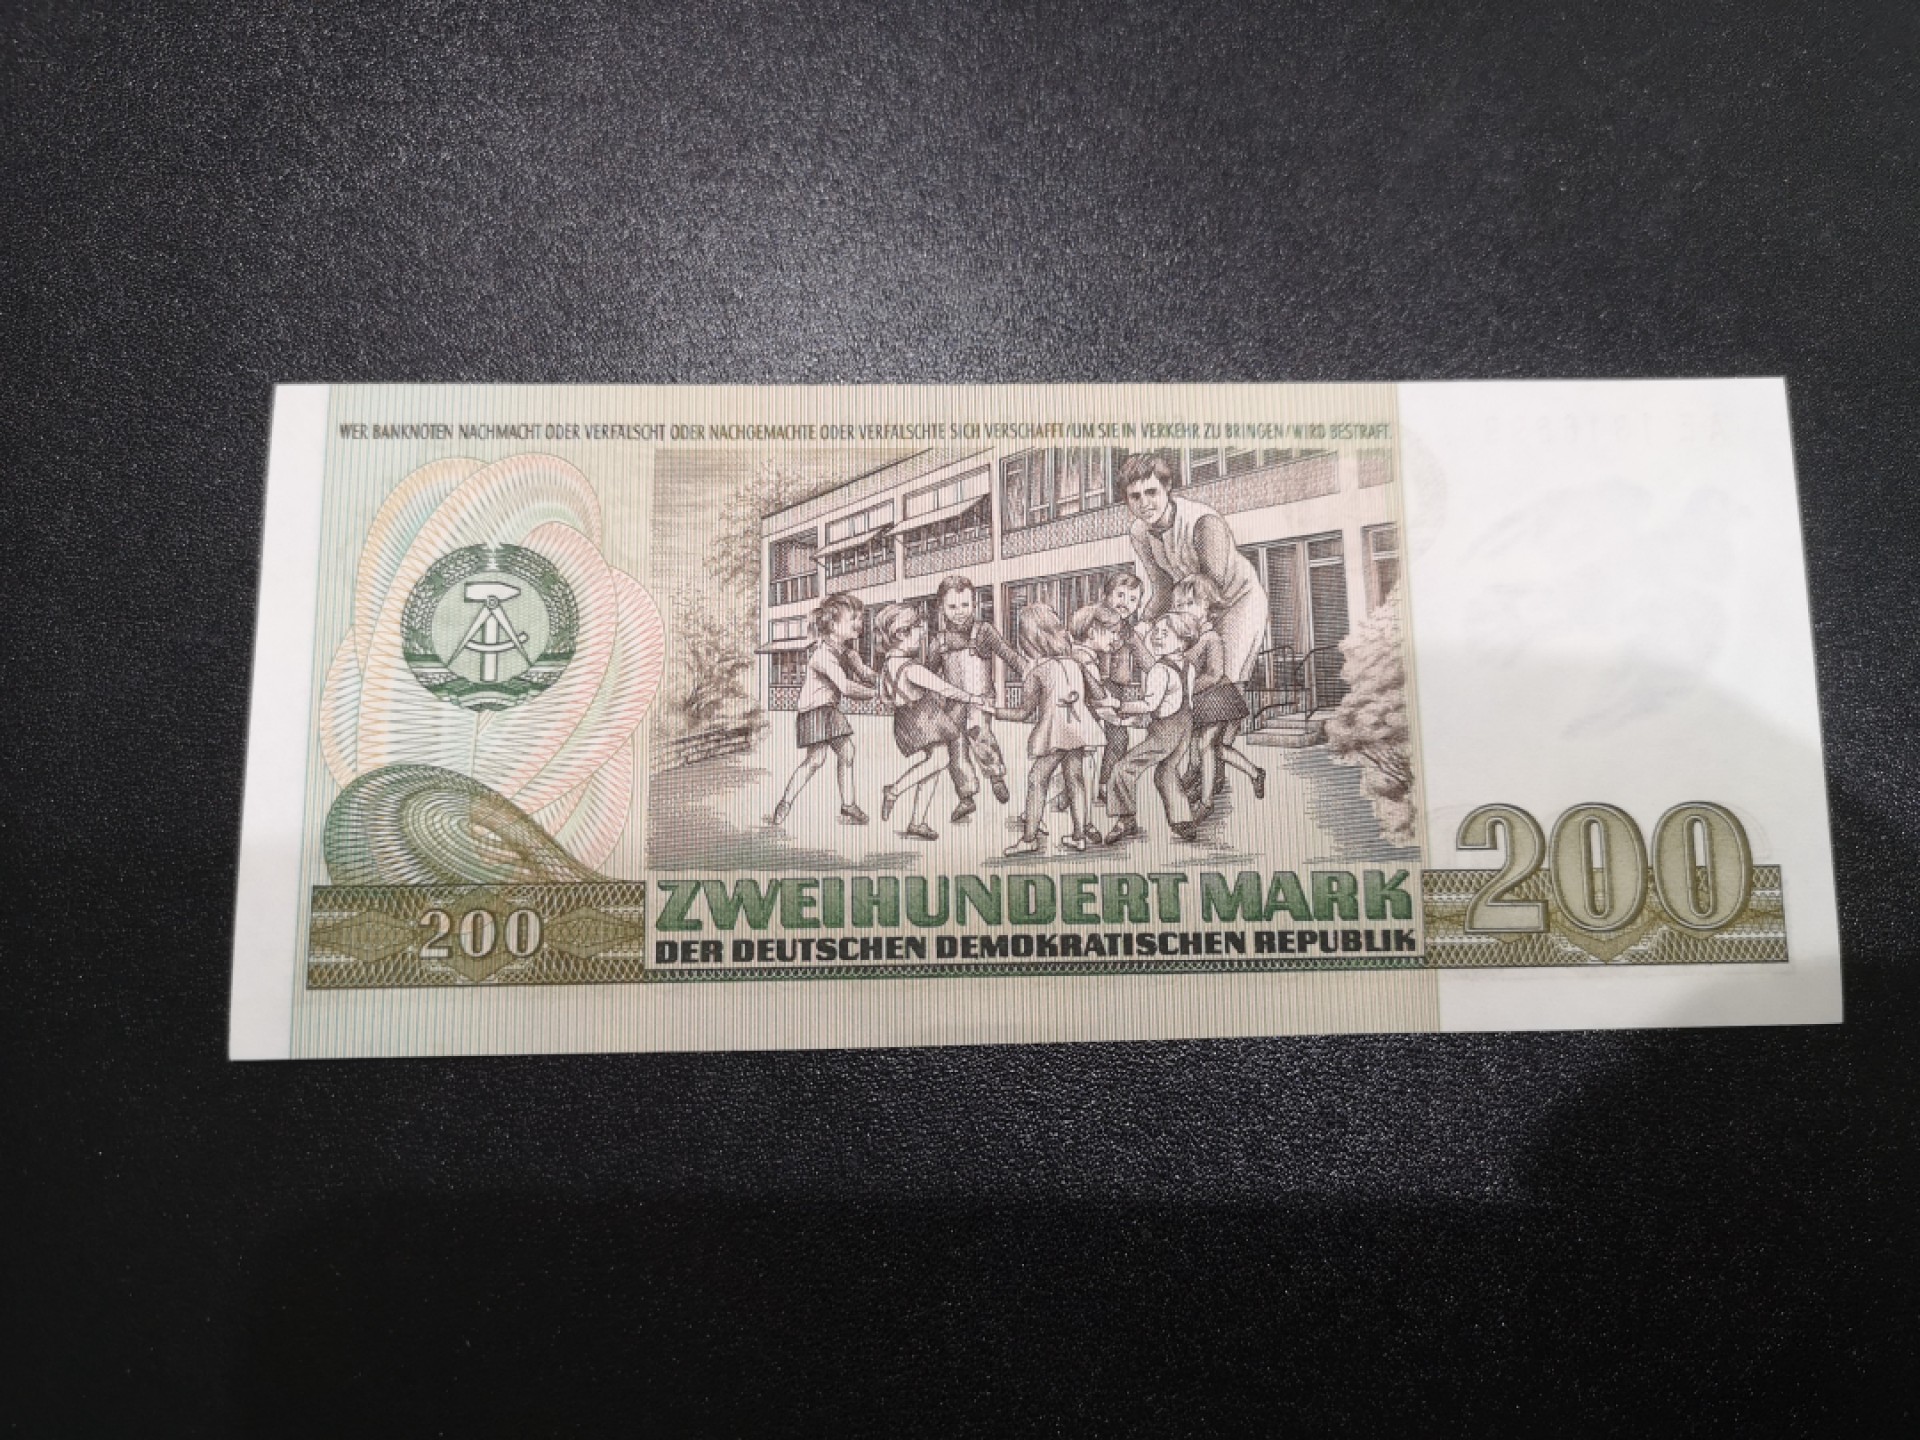 WER BANKNOTEN NACHMACHT ODER VERFÄLSCHT ODER NACHGEMACHTE ODER VERFÄLSCHTE SICH VERSCHAFFT/UM SIE IN VERKEHR ZU BRINGEN/WIRD BESTRAFT.
200
ZWEIHUNDERT MARK
DER DEUTSCHEN DEMOKRATISCHEN REPUBLIK
200